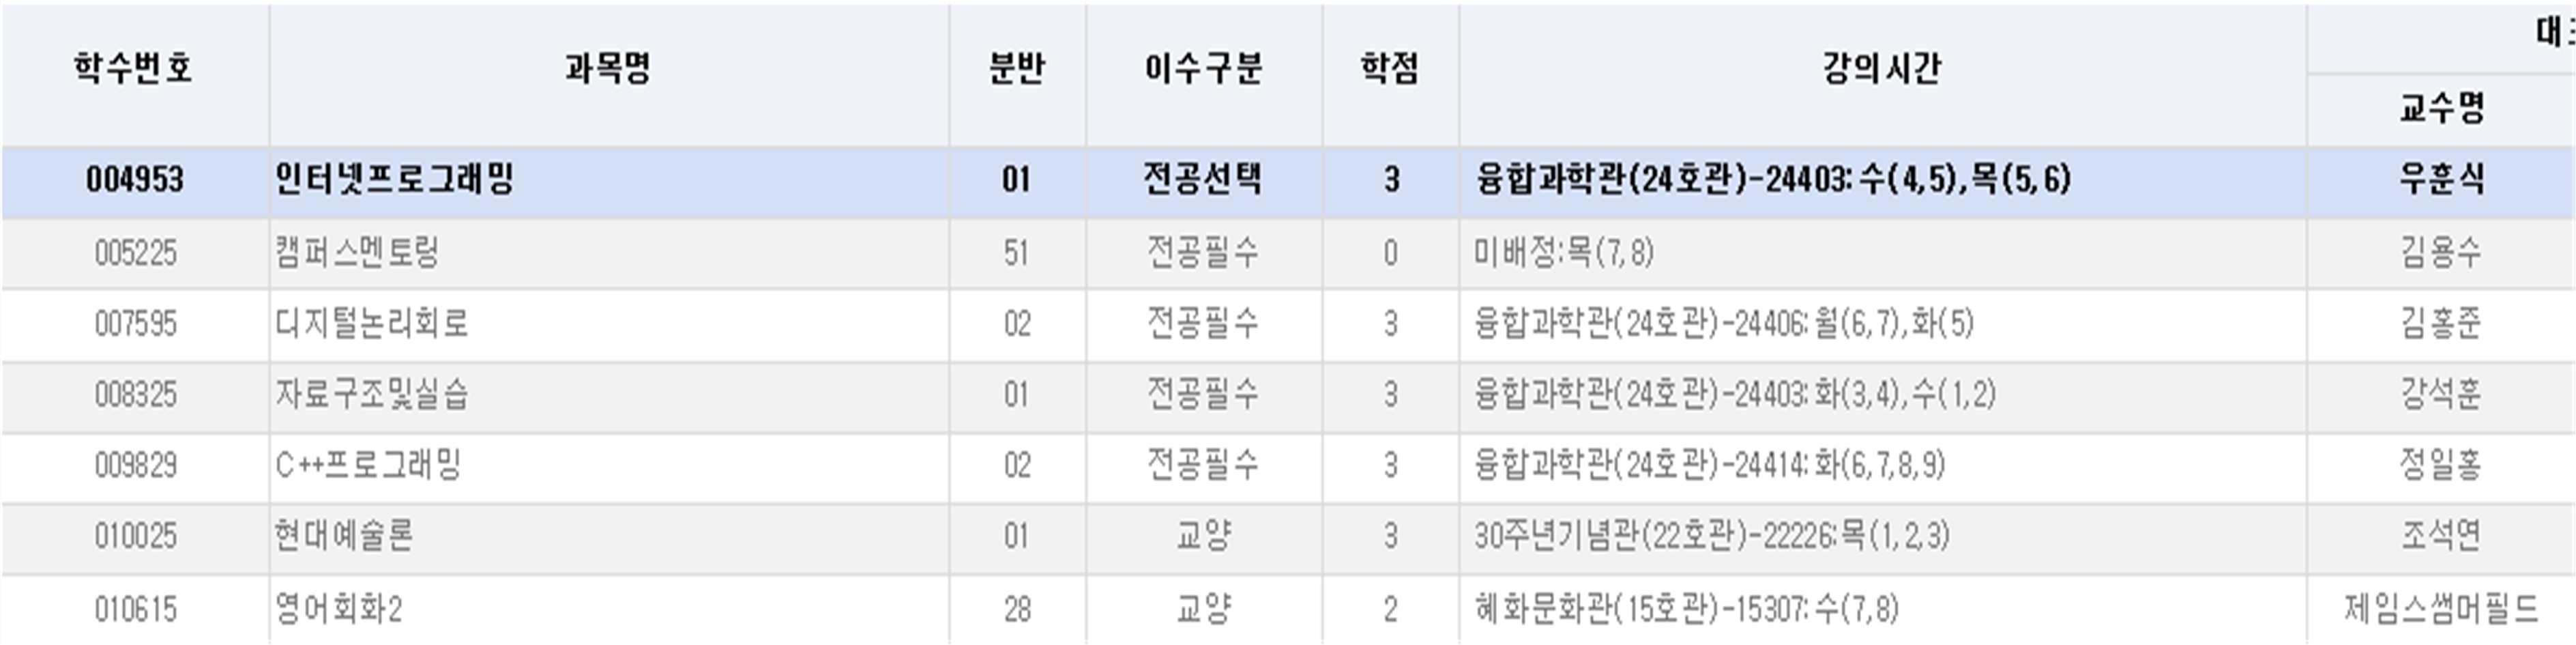 학수번호 과목명 분반 이수구분 학점 강의시간 교수명
004953 인터넷프로그래밍 01 전공선택 3 융합과학관(24호관)-24403:수(4,5),목(5,6) 우훈식
005225 캠퍼스멘토링 51 전공필수 0 미배정:목(7,8) 김용수
007595 디지털논리회로 02 전공필수 3 융합과학관(24호관)-24406:월(6,7),화(5) 김홍준
008325 자료구조및실습 01 전공필수 3 융합과학관(24호관)-24403:화(3,4),수(1,2) 강석훈
009829 C++프로그래밍 02 전공필수 3 융합과학관(24호관)-24414:화(6,7,8,9) 정일홍
010025 현대예술론 01 교양 3 30주년기념관(22호관)-22226:목(1,2,3) 조석연
010615 영어회화2 28 교양 2 혜화문화관(15호관)-15307:수(7,8) 제임스썸머필드